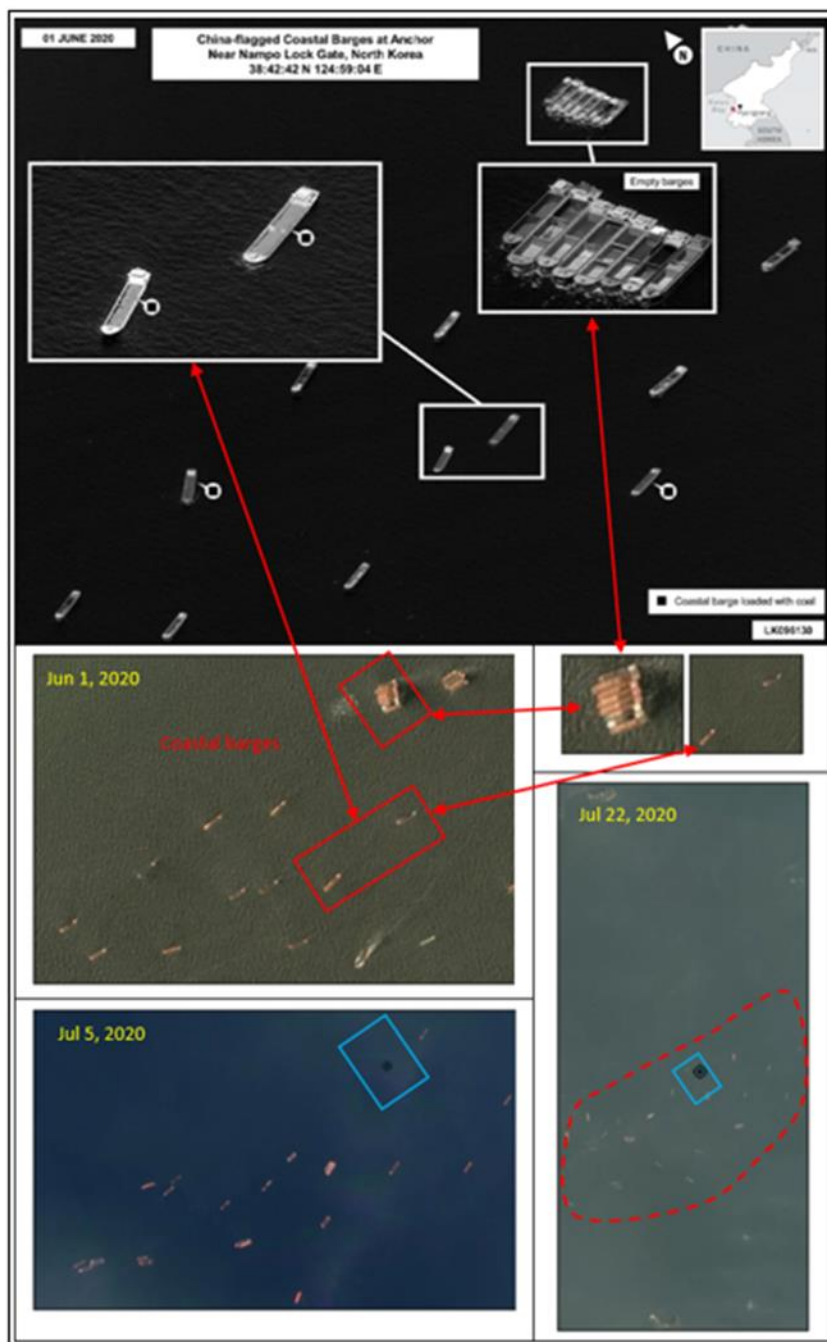 01 JUNE 2020
China-flagged Coastal Barges at Anchor
Near Nampo Lock Gate, North Korea
38:42:42 N 124:59:04 E
N
CHINA
SOUTH
KOREA
Empty barges
Coastal barge loaded with coal
Jun 1, 2020
Coastal barges
Jul 22, 2020
Jul 5, 2020